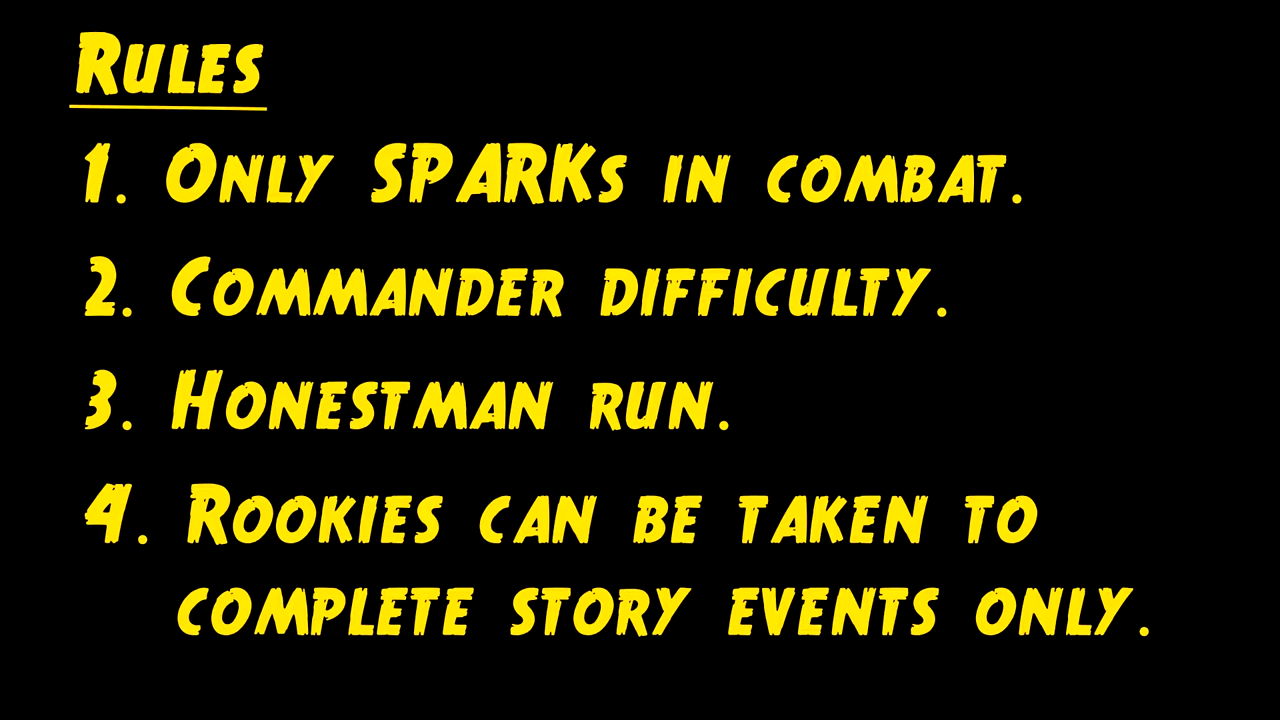 Rules
1. Only SPARKs in combat.
2. Commander difficulty.
3. Honestman run.
4. Rookies can be taken to
complete story events only.